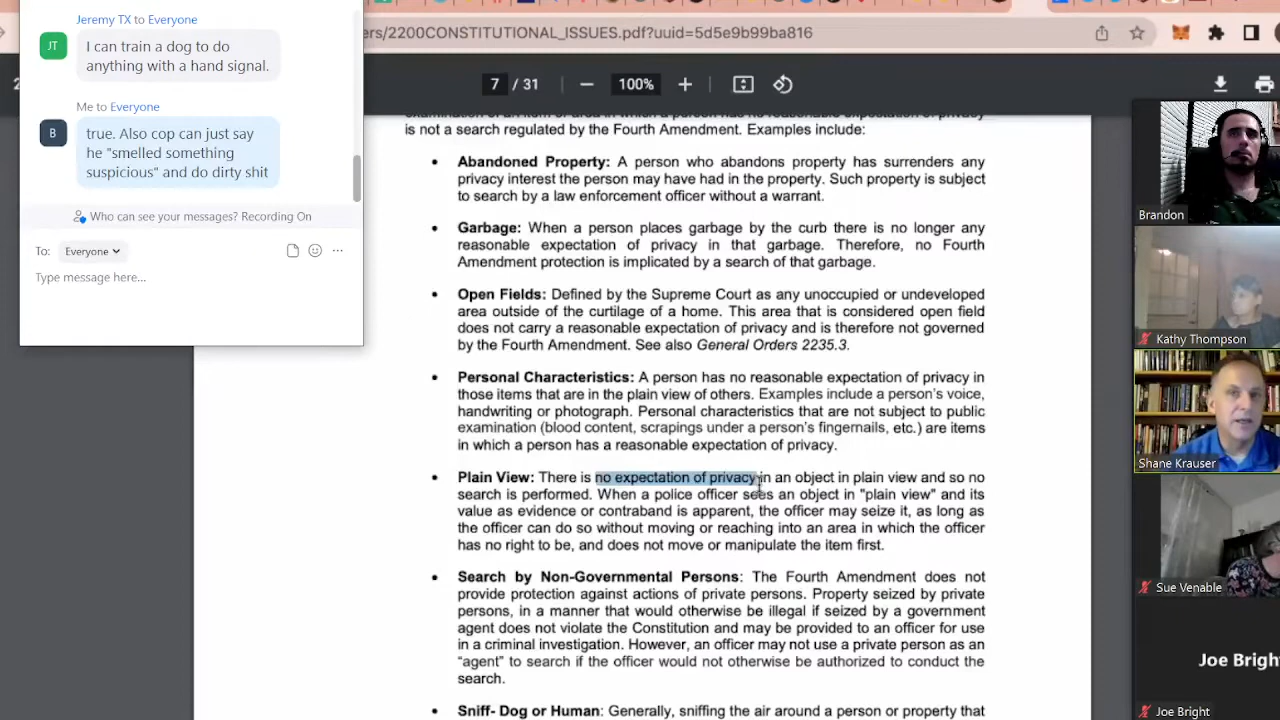 Jeremy TX to Everyone
JT
I can train a dog to do
anything with a hand signal.
Me to Everyone
B
true. Also cop can just say
he "smelled something
suspicious" and do dirty shit
Who can see your messages? Recording On
To: Everyone
Type message here...
ers/2200CONSTITUTIONAL_ISSUES.pdf?uuid=5d5e9b99ba816
2
7 / 31
100%
examination of an item or area in which a person has no reasonable expectation of privacy
is not a search regulated by the Fourth Amendment. Examples include:
• Abandoned Property: A person who abandons property has surrenders any
privacy interest the person may have had in the property. Such property is subject
to search by a law enforcement officer without a warrant.
• Garbage: When a person places garbage by the curb there is no longer any
reasonable expectation of privacy in that garbage. Therefore, no Fourth
Amendment protection is implicated by a search of that garbage.
• Open Fields: Defined by the Supreme Court as any unoccupied or undeveloped
area outside of the curtilage of a home. This area that is considered open field
does not carry a reasonable expectation of privacy and is therefore not governed
by the Fourth Amendment. See also General Orders 2235.3.
• Personal Characteristics: A person has no reasonable expectation of privacy in
those items that are in the plain view of others. Examples include a person's voice,
handwriting or photograph. Personal characteristics that are not subject to public
examination (blood content, scrapings under a person's fingernails, etc.) are items
in which a person has a reasonable expectation of privacy.
• Plain View: There is no expectation of privacy in an object in plain view and so no
search is performed. When a police officer sees an object in "plain view" and its
value as evidence or contraband is apparent, the officer may seize it, as long as
the officer can do so without moving or reaching into an area in which the officer
has no right to be, and does not move or manipulate the item first.
• Search by Non-Governmental Persons: The Fourth Amendment does not
provide protection against actions of private persons. Property seized by private
persons, in a manner that would otherwise be illegal if seized by a government
agent does not violate the Constitution and may be provided to an officer for use
in a criminal investigation. However, an officer may not use a private person as an
"agent" to search if the officer would not otherwise be authorized to conduct the
search.
• Sniff- Dog or Human: Generally, sniffing the air around a person or property that
Brandon
Kathy Thompson
Shane Krauser
Sue Venable
Joe Bright
Joe Bright